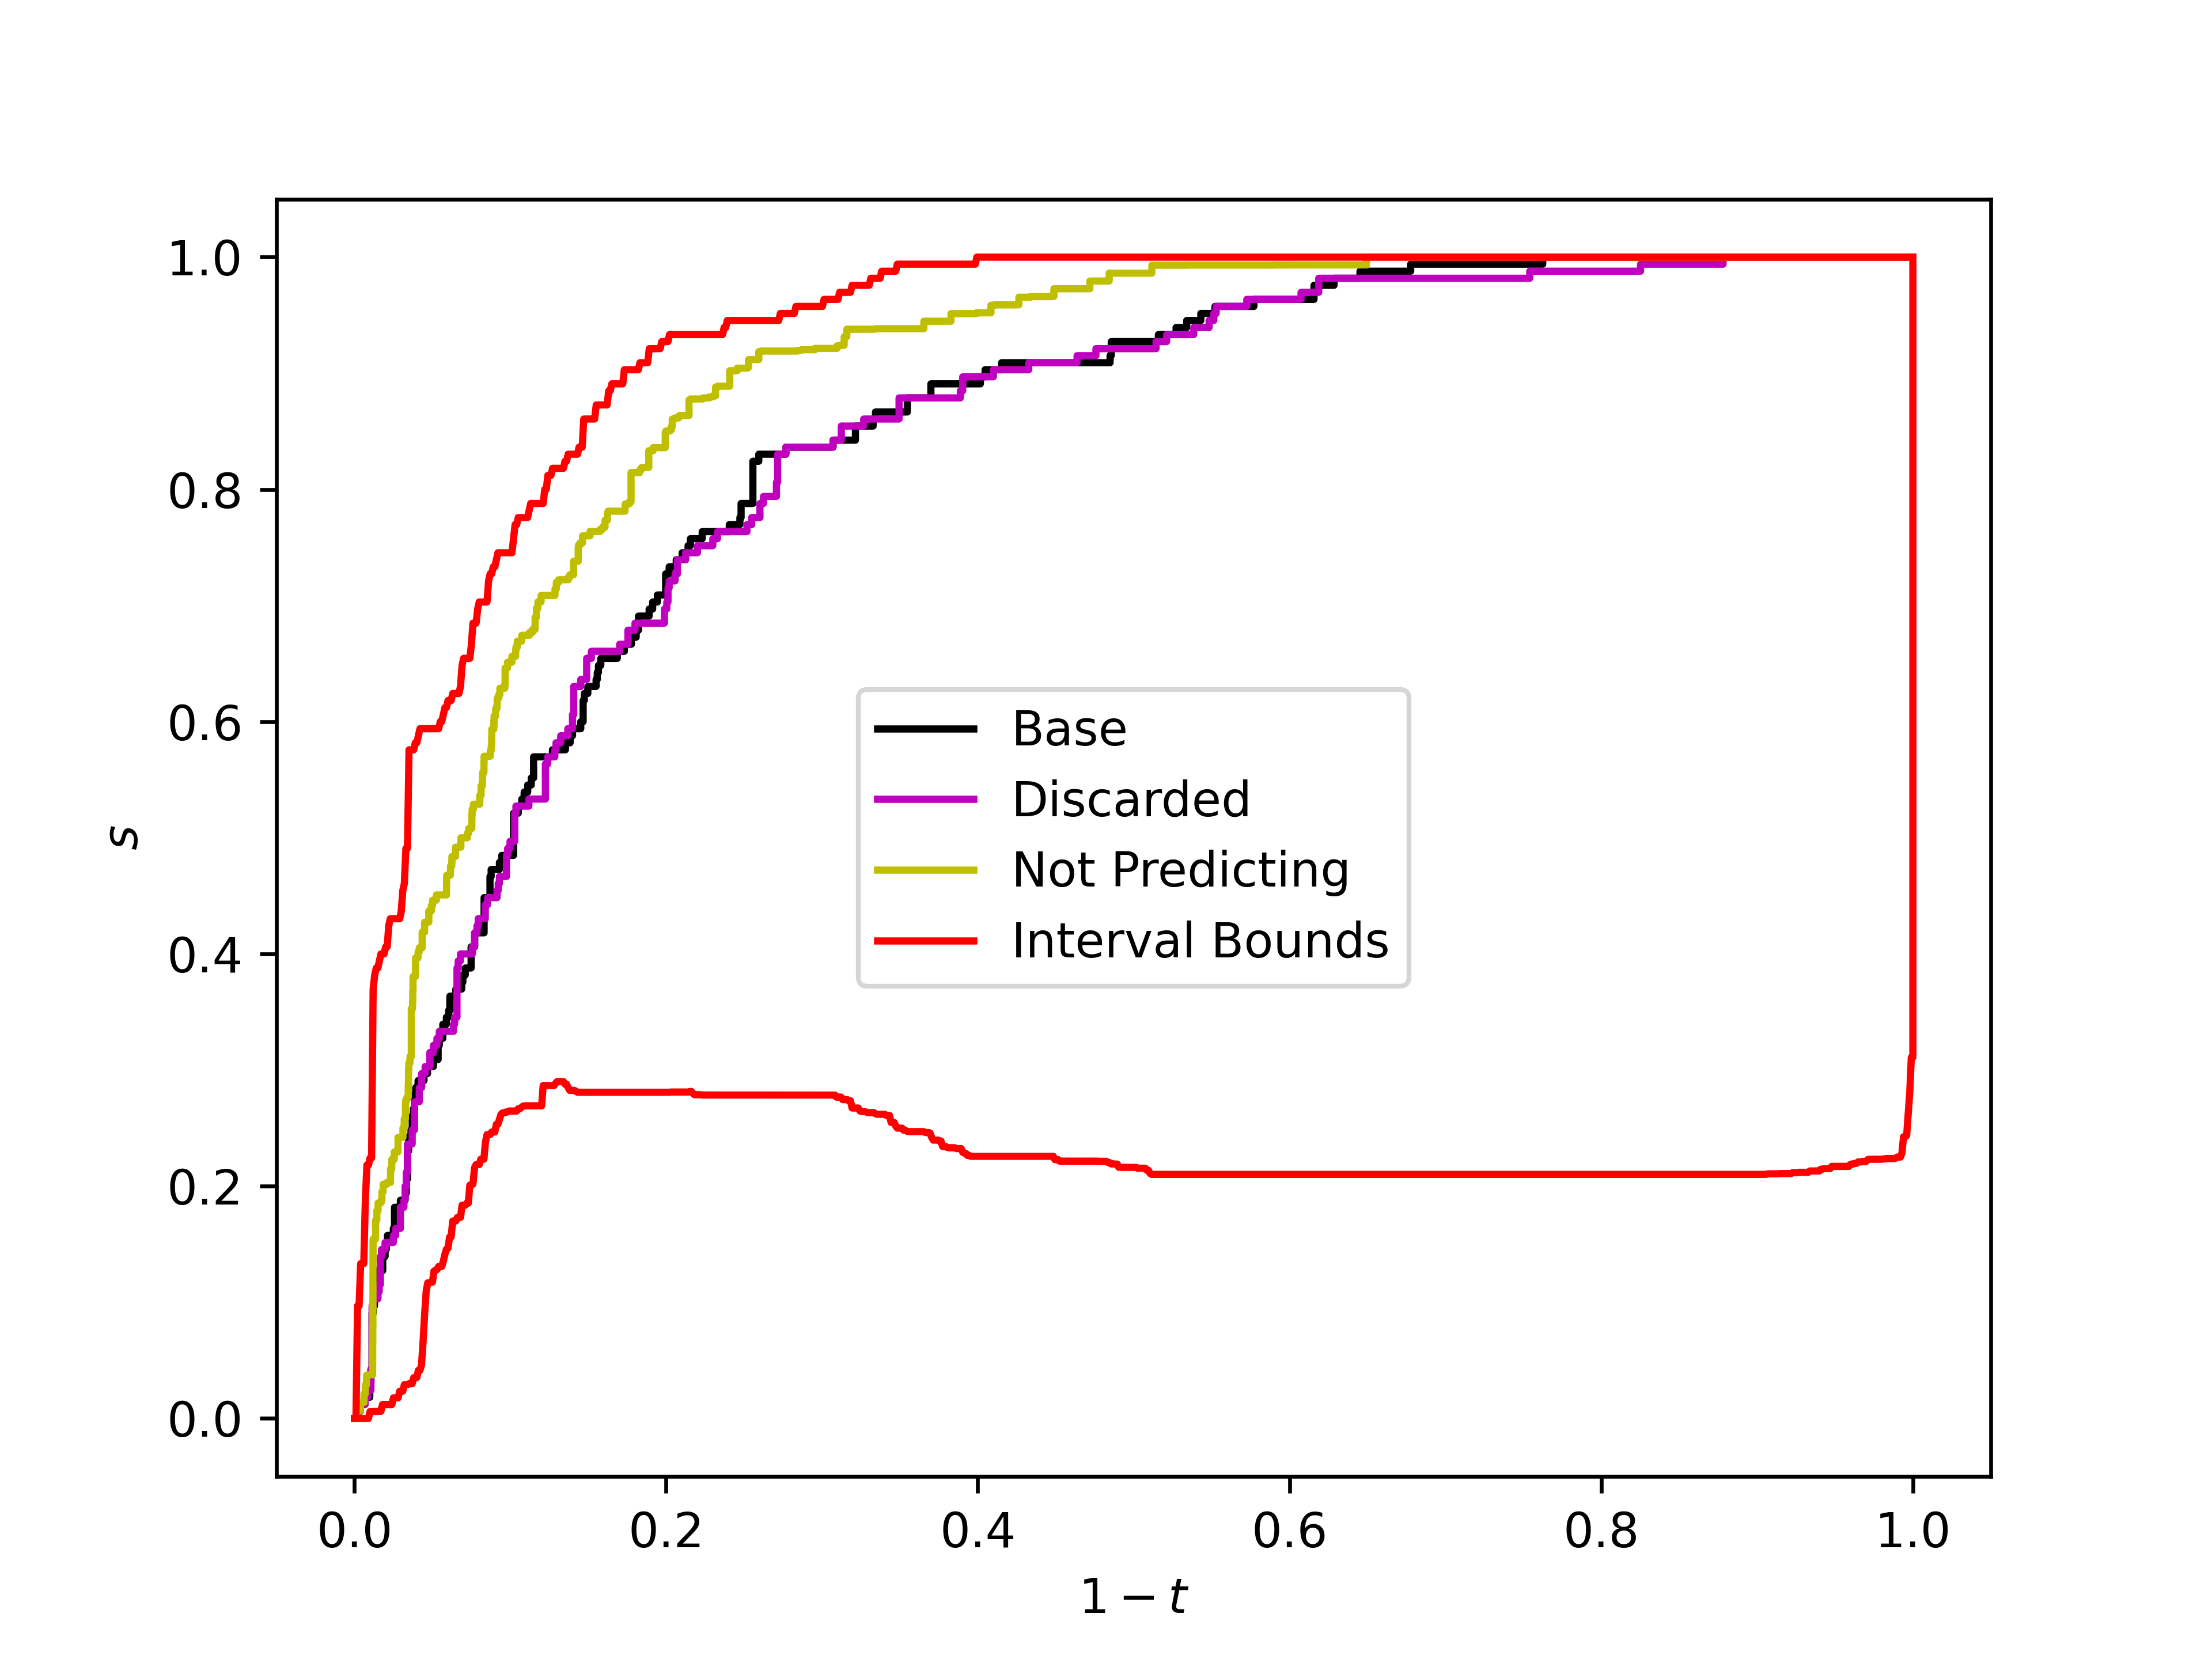 1.0
0.8
0.6
0.4
0.2
0.0
s
Base
Discarded
Not Predicting
Interval Bounds
0.0 0.2 0.4 0.6 0.8 1.0
1 − t